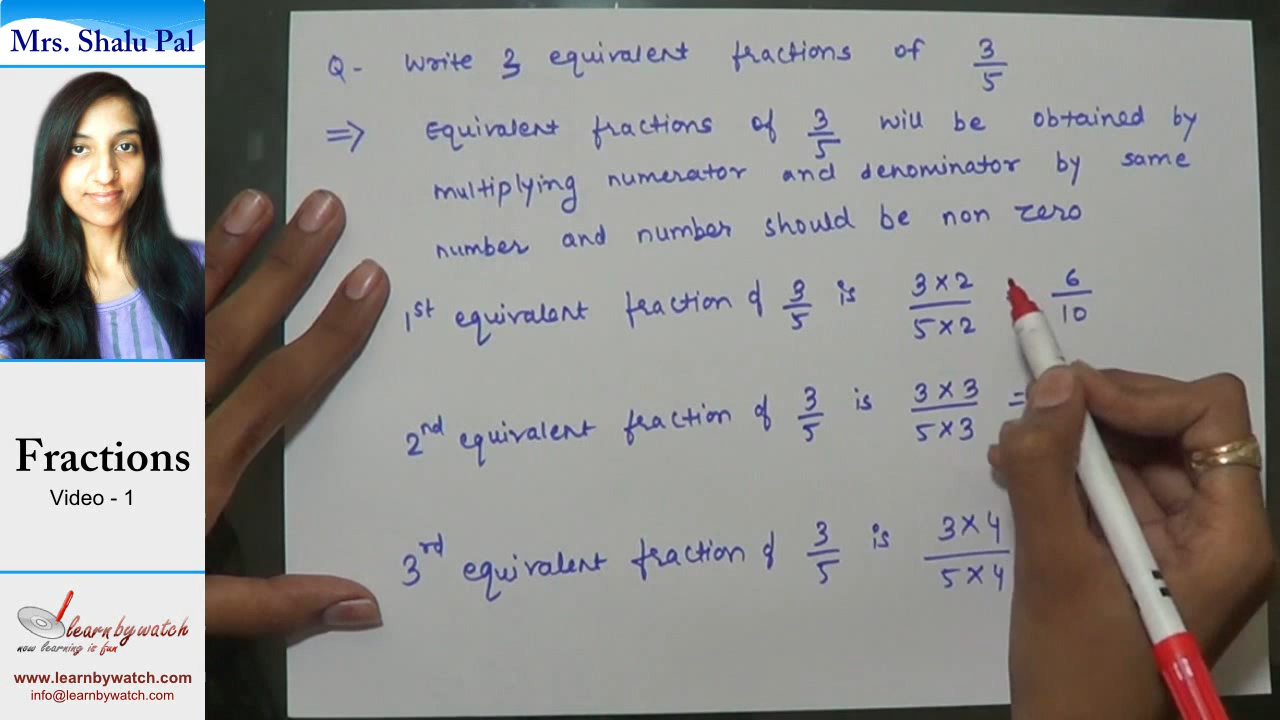 Mrs. Shalu Pal
Fractions
Video - 1
learnbywatch
now learning is fun
www.learnbywatch.com
info@learnbywatch.com
Q- Write 3 equivalent fractions of 3/5
=> Equivalent fractions of 3/5 will be obtained by
multiplying numerator and denominator by same
number and number should be non zero
1st equivalent fraction of 3/5 is 3×2/5×2 6/10
2nd equivalent fraction of 3/5 is 3×3/5×3 =
3rd equivalent fraction of 3/5 is 3×4/5×4